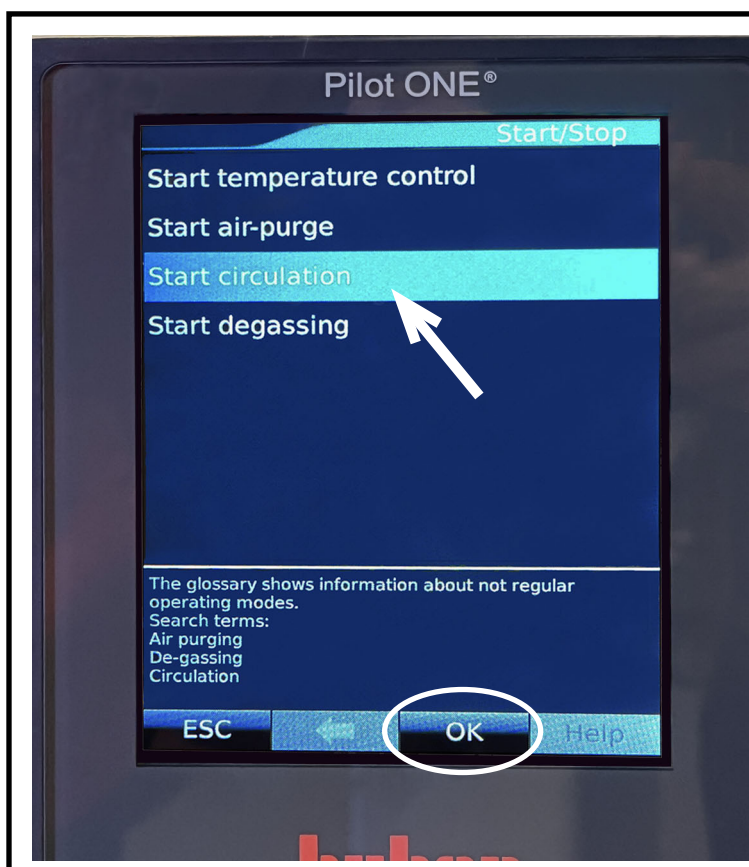 Pilot ONE®
Start/Stop
Start temperature control
Start air-purge
Start circulation
Start degassing
The glossary shows information about not regular
operating modes.
Search terms:
Air purging
De-gassing
Circulation
ESC OK Help